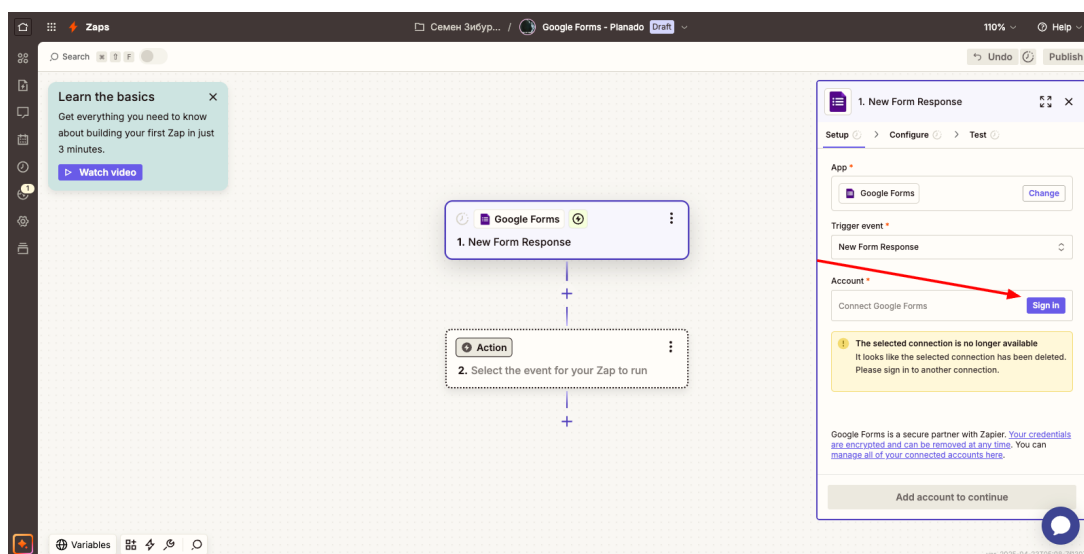 Zaps
Семен Зибур... / Google Forms - Planado Draft
110%
Help
Search ⌘ ⇧ F
Undo
Publish
Learn the basics
Get everything you need to know
about building your first Zap in just
3 minutes.
Watch video
1
Google Forms
1. New Form Response
Action
2. Select the event for your Zap to run
1. New Form Response
Setup > Configure > Test
App *
Google Forms
Change
Trigger event *
New Form Response
Account *
Connect Google Forms
Sign in
The selected connection is no longer available
It looks like the selected connection has been deleted.
Please sign in to another connection.
Google Forms is a secure partner with Zapier. Your credentials
are encrypted and can be removed at any time. You can
manage all of your connected accounts here.
Add account to continue
Variables